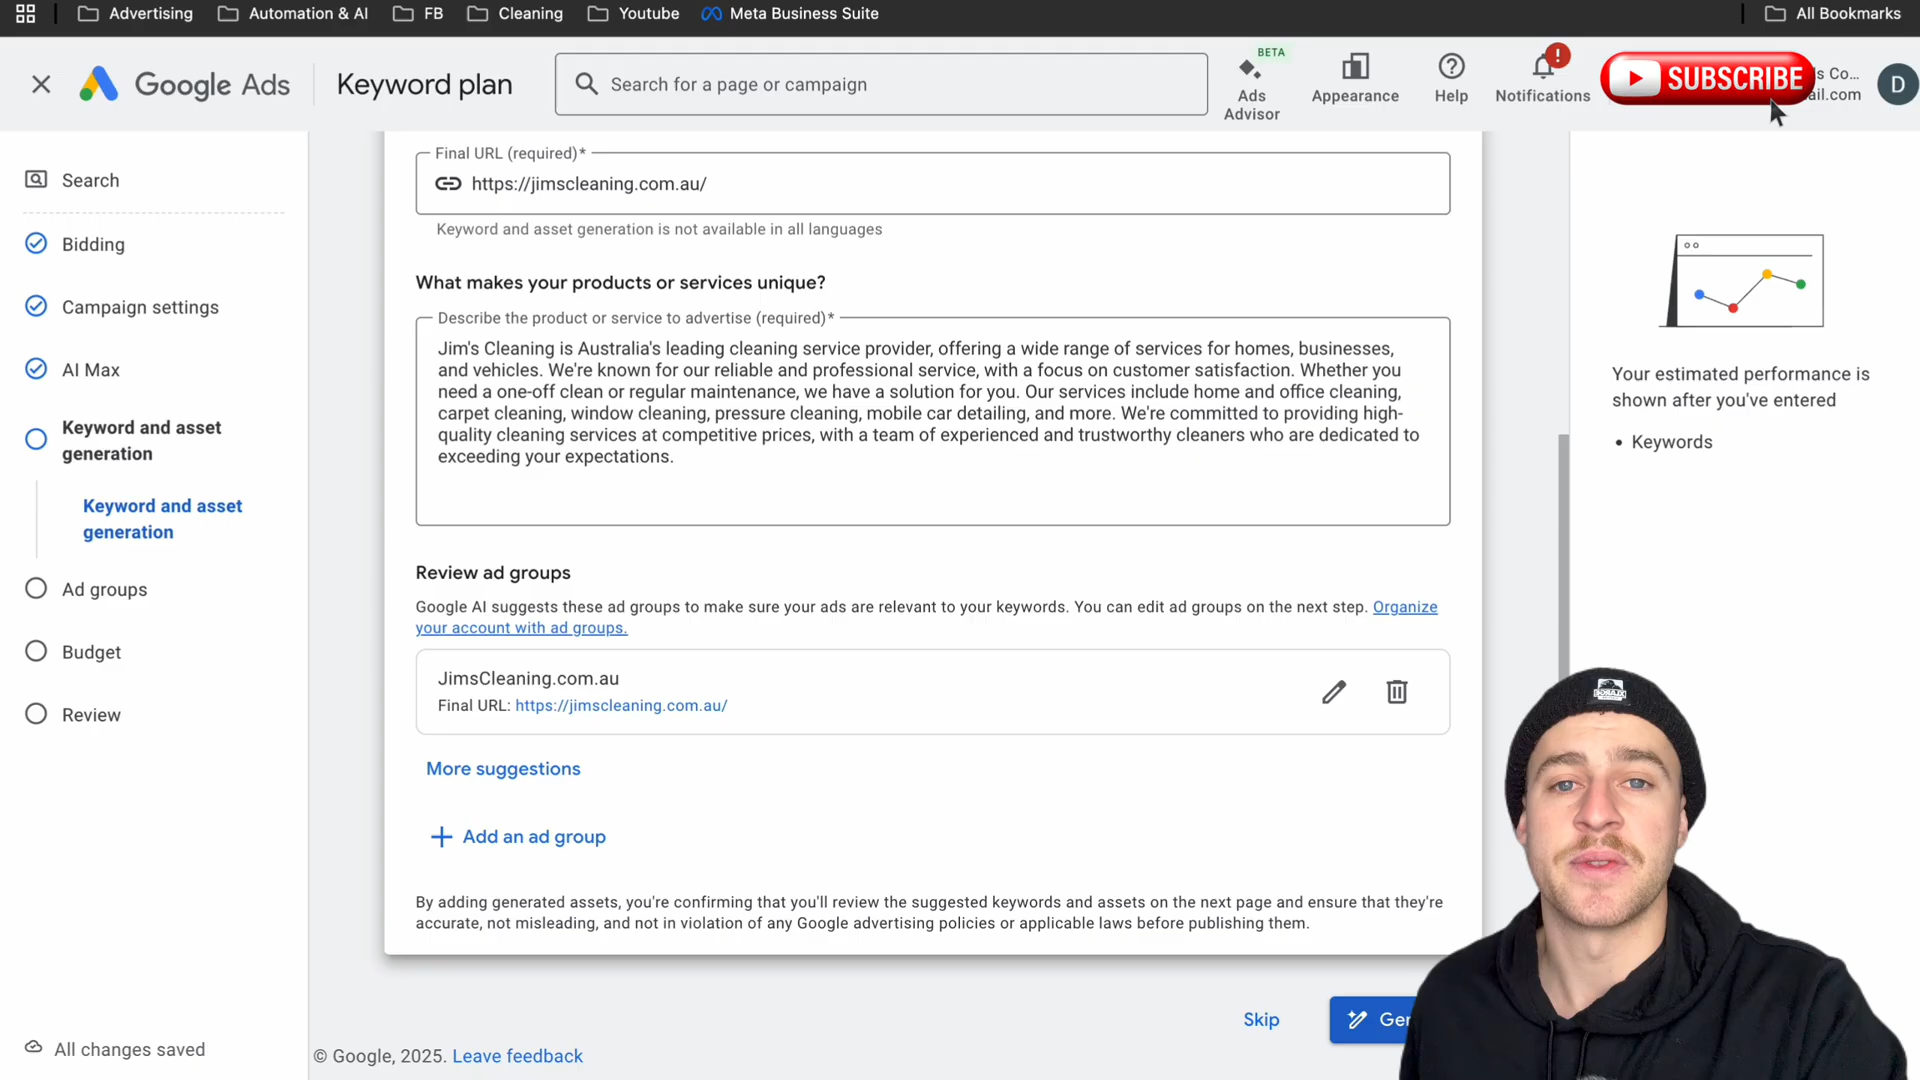 Advertising
Automation & AI
FB
Cleaning
Youtube
Meta Business Suite
All Bookmarks
Google Ads
Keyword plan
Search for a page or campaign
BETA
Ads
Advisor
Appearance
Help
!
Notifications
SUBSCRIBE
ls Co...
ail.com
D
Search
Bidding
Campaign settings
AI Max
Keyword and asset
generation
Keyword and asset
generation
Ad groups
Budget
Review
All changes saved
Final URL (required)*
https://jimscleaning.com.au/
Keyword and asset generation is not available in all languages
What makes your products or services unique?
Describe the product or service to advertise (required)*
Jim's Cleaning is Australia's leading cleaning service provider, offering a wide range of services for homes, businesses,
and vehicles. We're known for our reliable and professional service, with a focus on customer satisfaction. Whether you
need a one-off clean or regular maintenance, we have a solution for you. Our services include home and office cleaning,
carpet cleaning, window cleaning, pressure cleaning, mobile car detailing, and more. We're committed to providing high-
quality cleaning services at competitive prices, with a team of experienced and trustworthy cleaners who are dedicated to
exceeding your expectations.
Review ad groups
Google AI suggests these ad groups to make sure your ads are relevant to your keywords. You can edit ad groups on the next step. Organize
your account with ad groups.
JimsCleaning.com.au
Final URL: https://jimscleaning.com.au/
More suggestions
Add an ad group
By adding generated assets, you're confirming that you'll review the suggested keywords and assets on the next page and ensure that they're
accurate, not misleading, and not in violation of any Google advertising policies or applicable laws before publishing them.
Skip
Ger
© Google, 2025. Leave feedback
Your estimated performance is
shown after you've entered
• Keywords